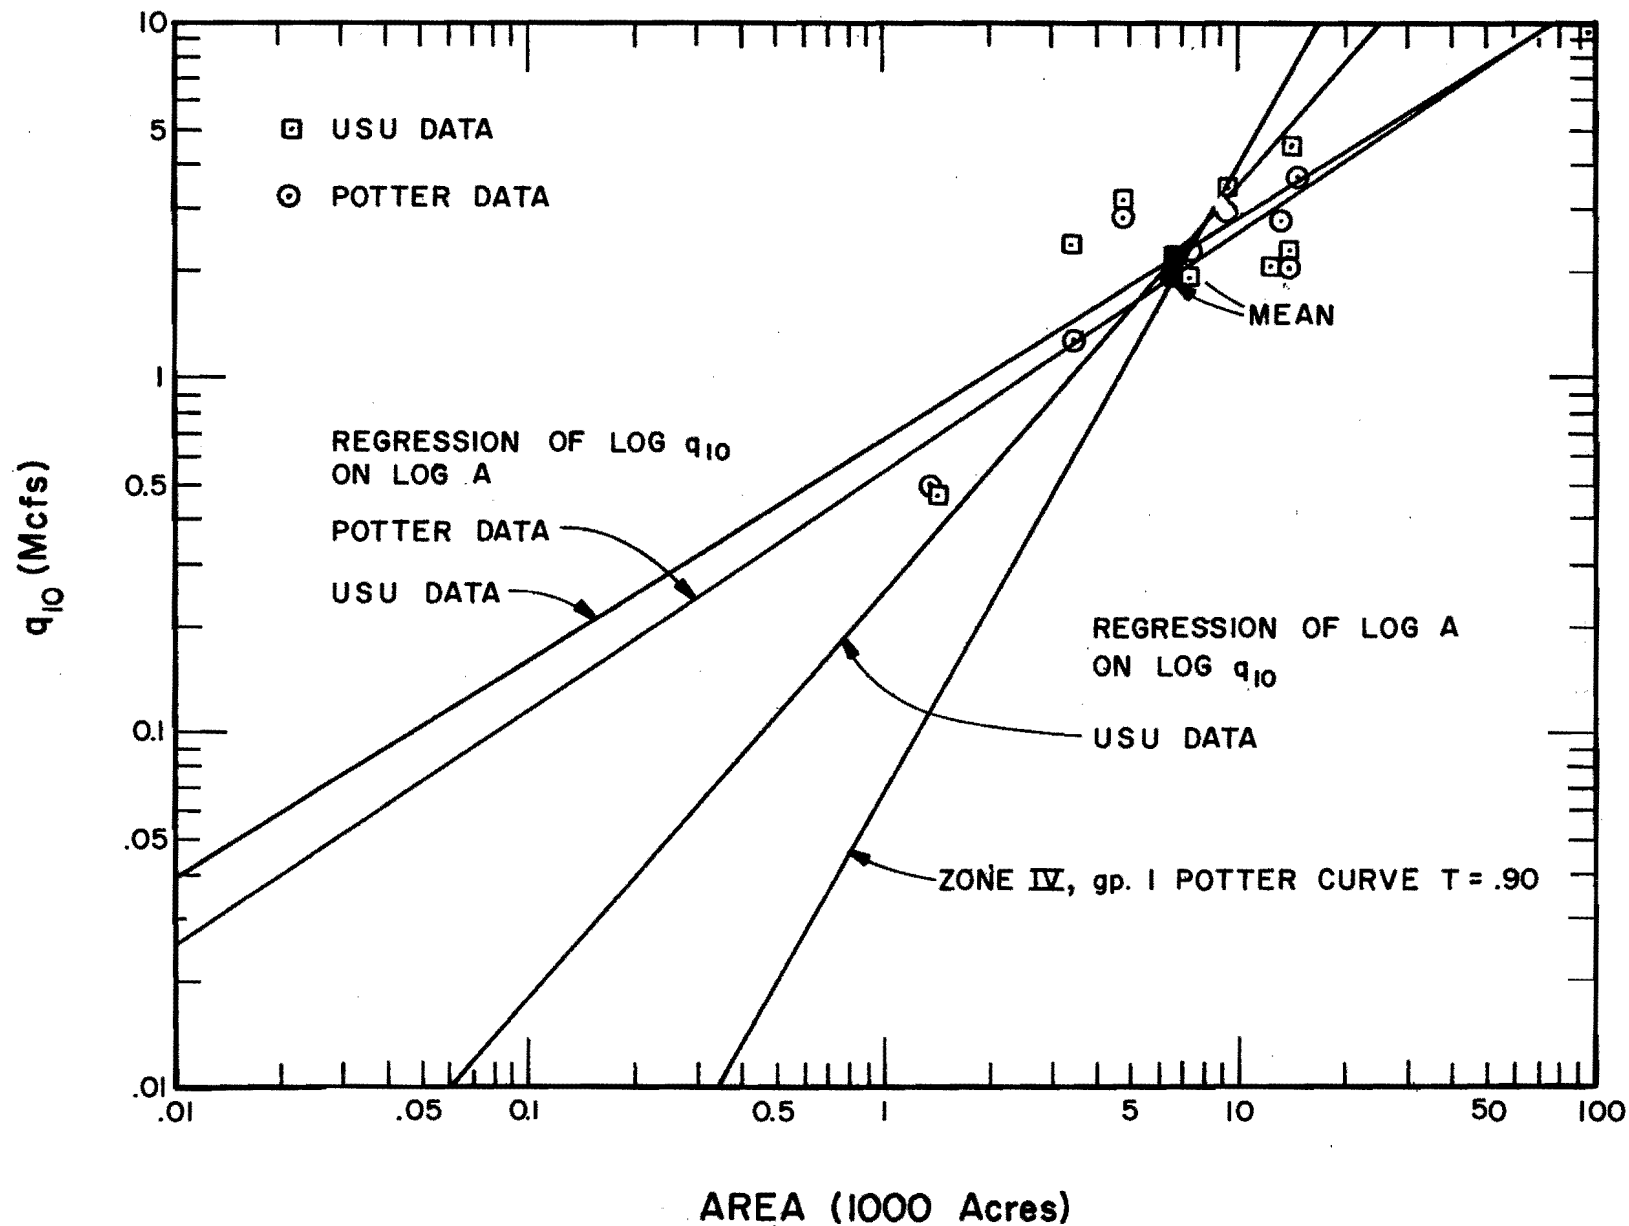 10
5
1
0.5
0.1
.05
.01
q10 (Mcfs)
USU DATA
POTTER DATA
MEAN
REGRESSION OF LOG q10
ON LOG A
POTTER DATA
USU DATA
REGRESSION OF LOG A
ON LOG q10
USU DATA
ZONE IV, gp. 1 POTTER CURVE T = .90
.01 .05 0.1 0.5 1 5 10 50 100
AREA (1000 Acres)